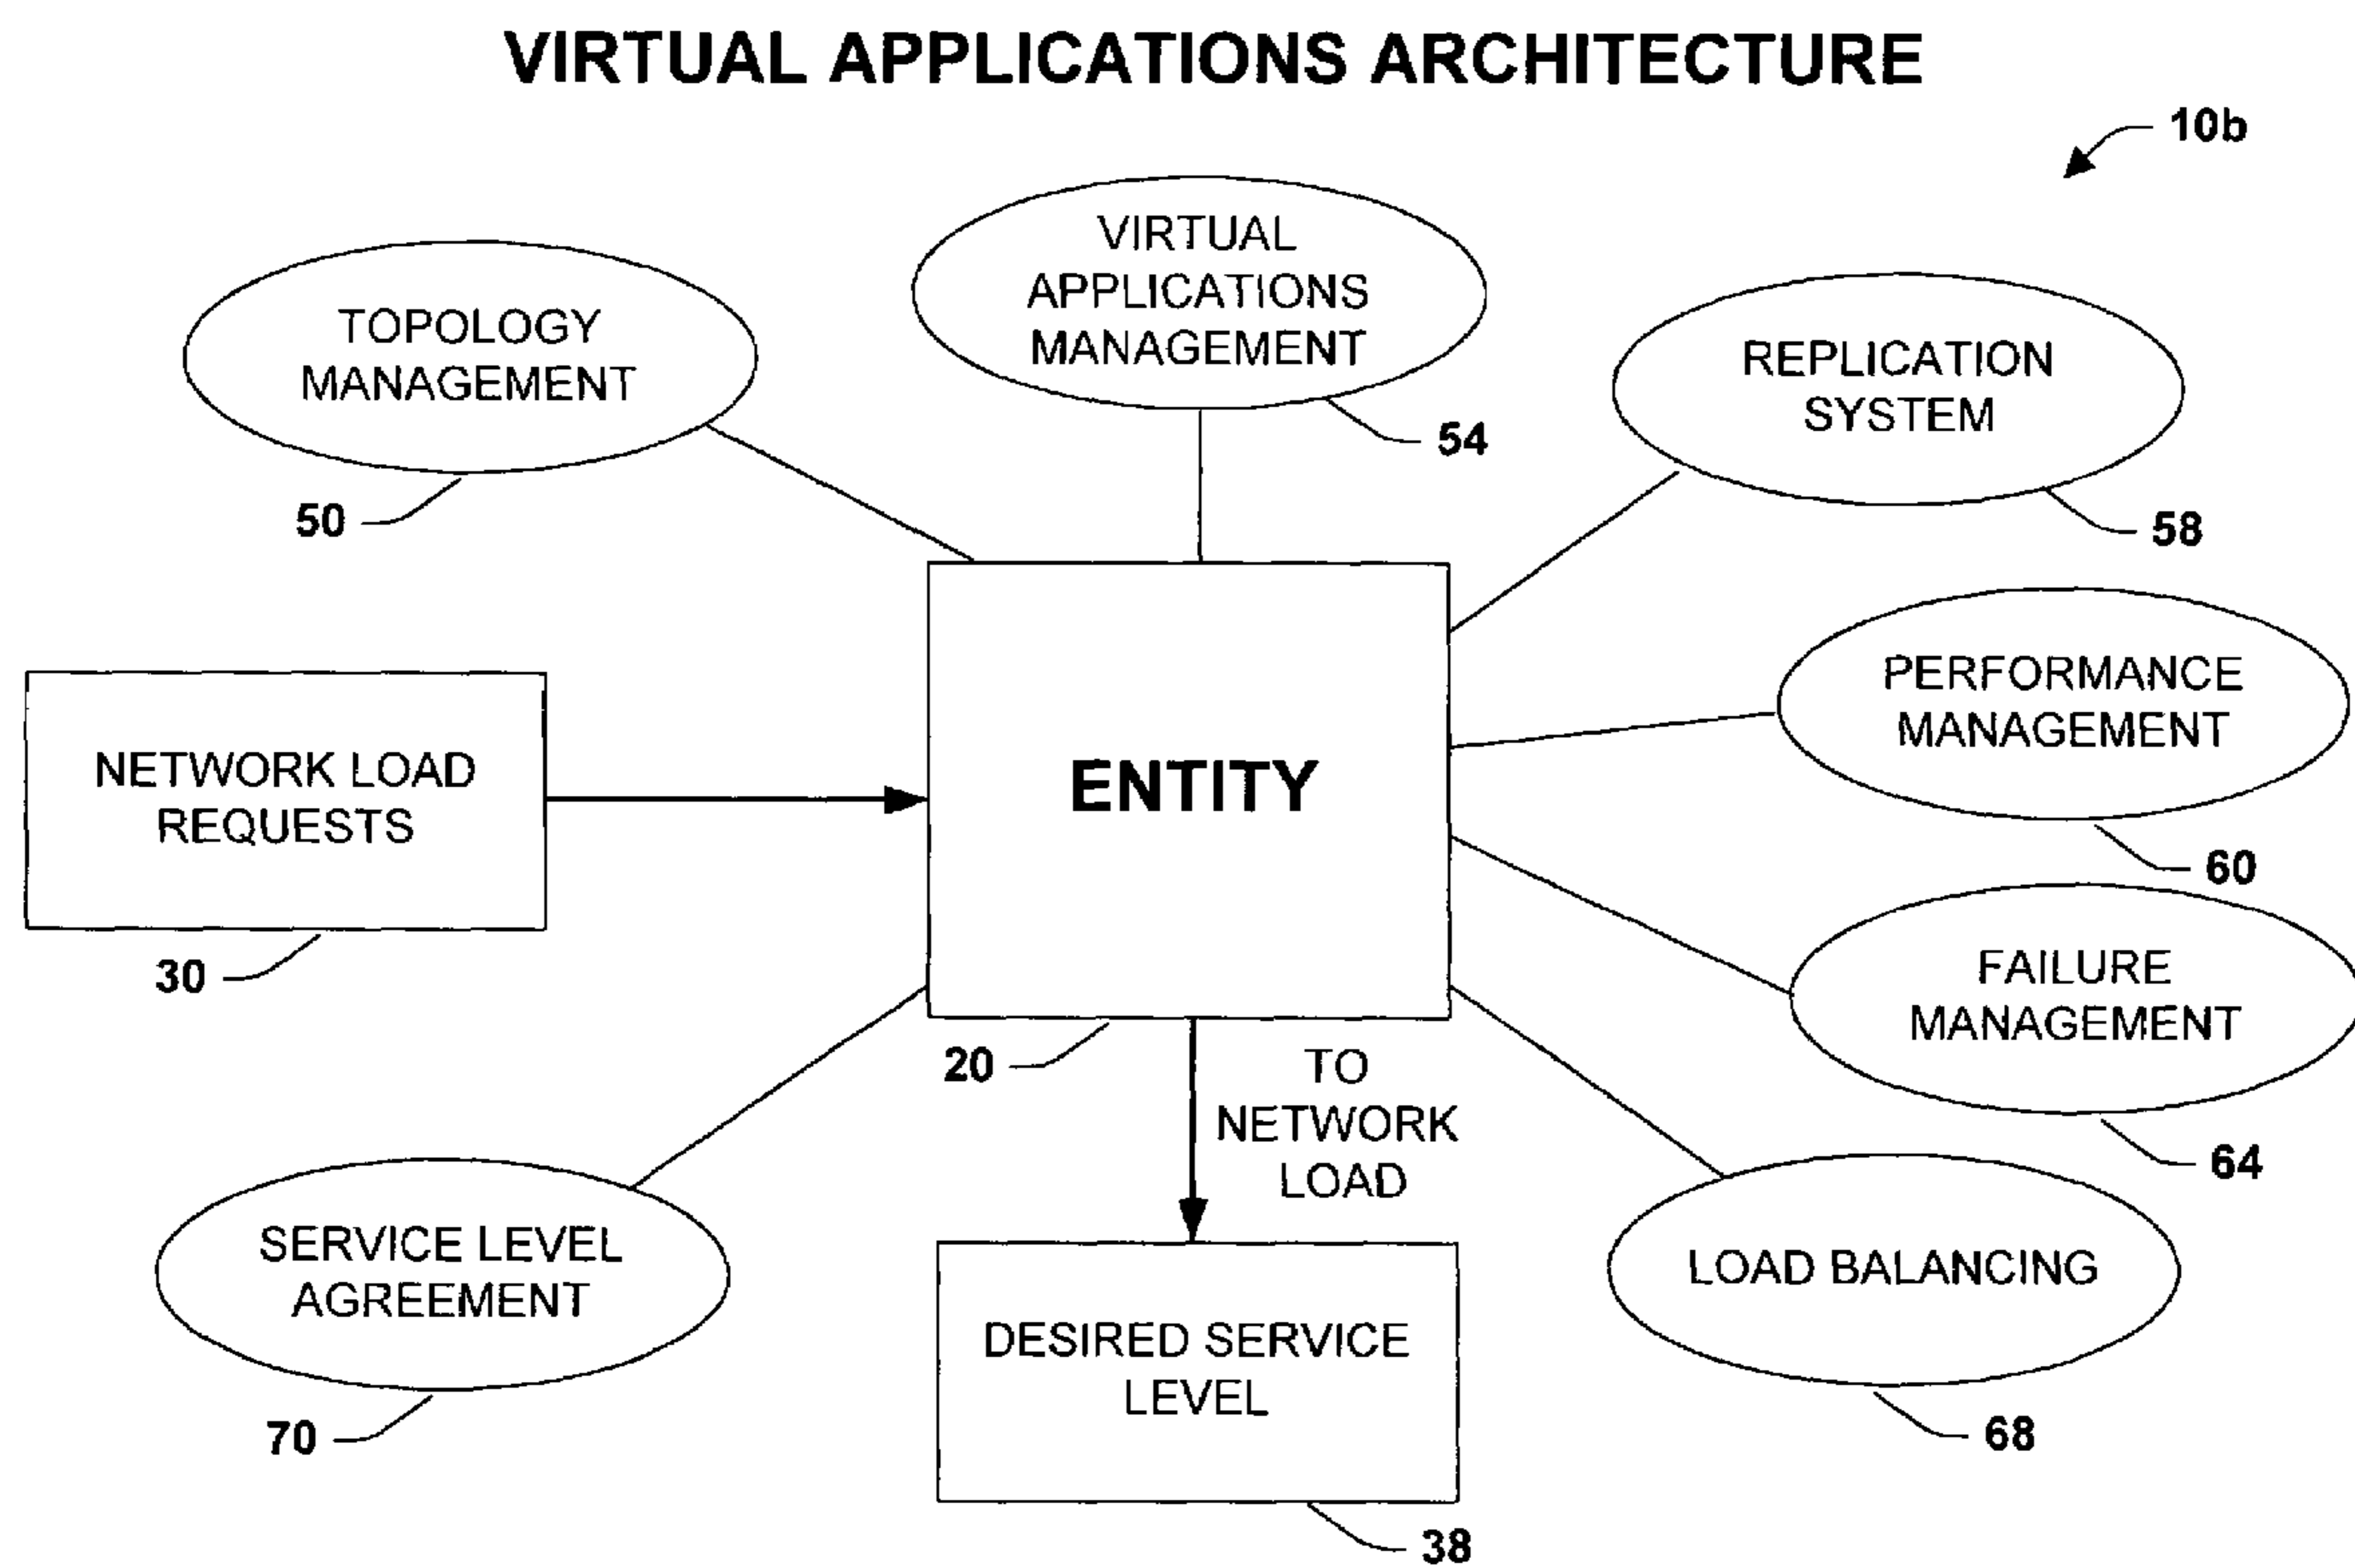 VIRTUAL APPLICATIONS ARCHITECTURE
10b
VIRTUAL
APPLICATIONS
MANAGEMENT
54
TOPOLOGY
MANAGEMENT
50
REPLICATION
SYSTEM
58
PERFORMANCE
MANAGEMENT
60
NETWORK LOAD
REQUESTS
30
ENTITY
20
FAILURE
MANAGEMENT
64
TO
NETWORK
LOAD
SERVICE LEVEL
AGREEMENT
70
DESIRED SERVICE
LEVEL
38
LOAD BALANCING
68